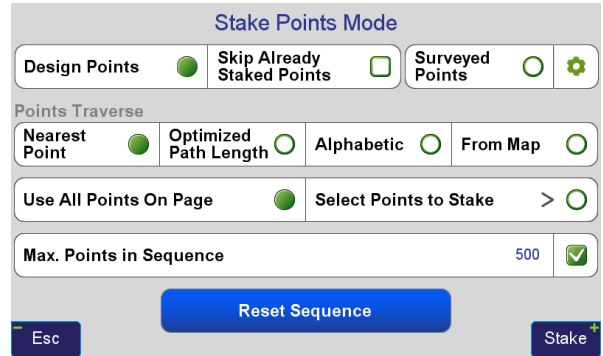 Stake Points Mode
Design Points
Skip Already
Staked Points
Surveyed
Points
Points Traverse
Nearest
Point
Optimized
Path Length
Alphabetic
From Map
Use All Points On Page
Select Points to Stake >
Max. Points in Sequence 500
Reset Sequence
- Esc
Stake +